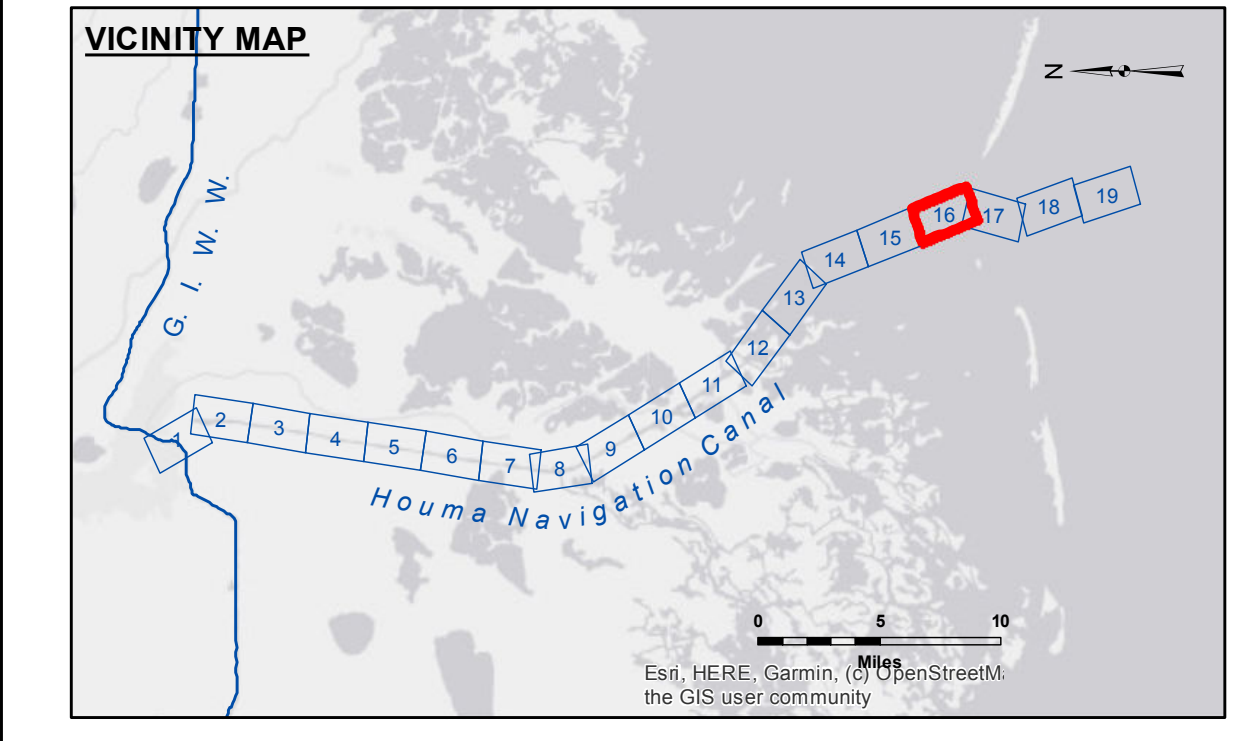 VICINITY MAP
N
G. I. W. W.
1
2
3
4
5
6
7
8
9
10
11
12
13
14
15
16
17
18
19
Houma Navigation Canal
0 5 10
Miles
Esri, HERE, Garmin, (c) OpenStreetMa
the GIS user community